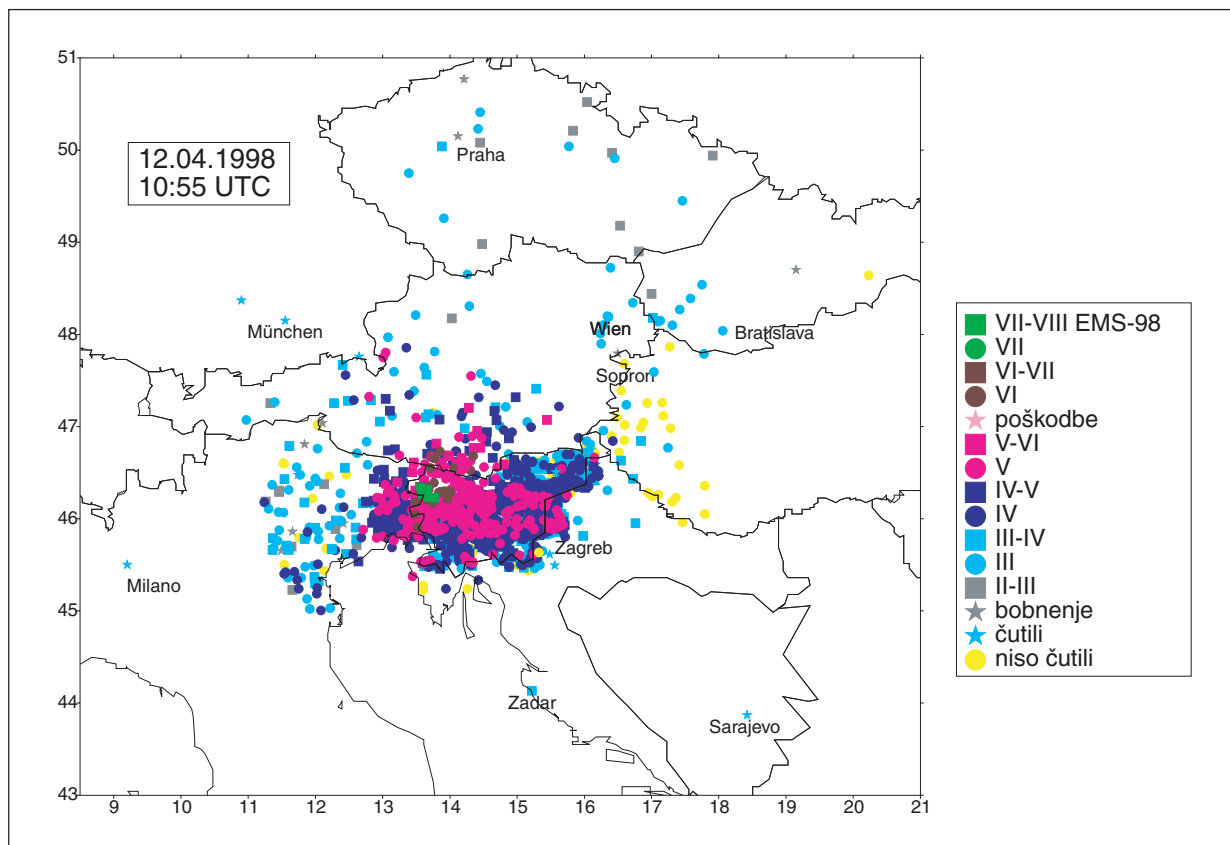 51
50
49
48
47
46
45
44
43
12.04.1998
10:55 UTC
Praha
München
Wien
Bratislava
Sopron
Zagreb
Milano
Zadar
Sarajevo
9 10 11 12 13 14 15 16 17 18 19 20 21
VII-VIII EMS-98
VII
VI-VII
VI
poškodbe
V-VI
V
IV-V
IV
III-IV
III
II-III
bobnenje
čutili
niso čutili